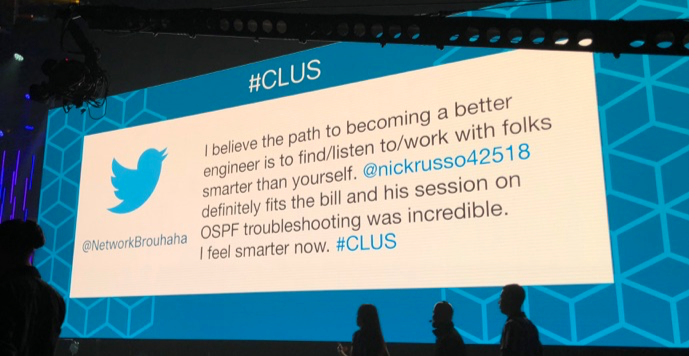 #CLUS
I believe the path to becoming a better
engineer is to find/listen to/work with folks
smarter than yourself. @nickrusso42518
definitely fits the bill and his session on
OSPF troubleshooting was incredible.
I feel smarter now. #CLUS
@NetworkBrouhaha